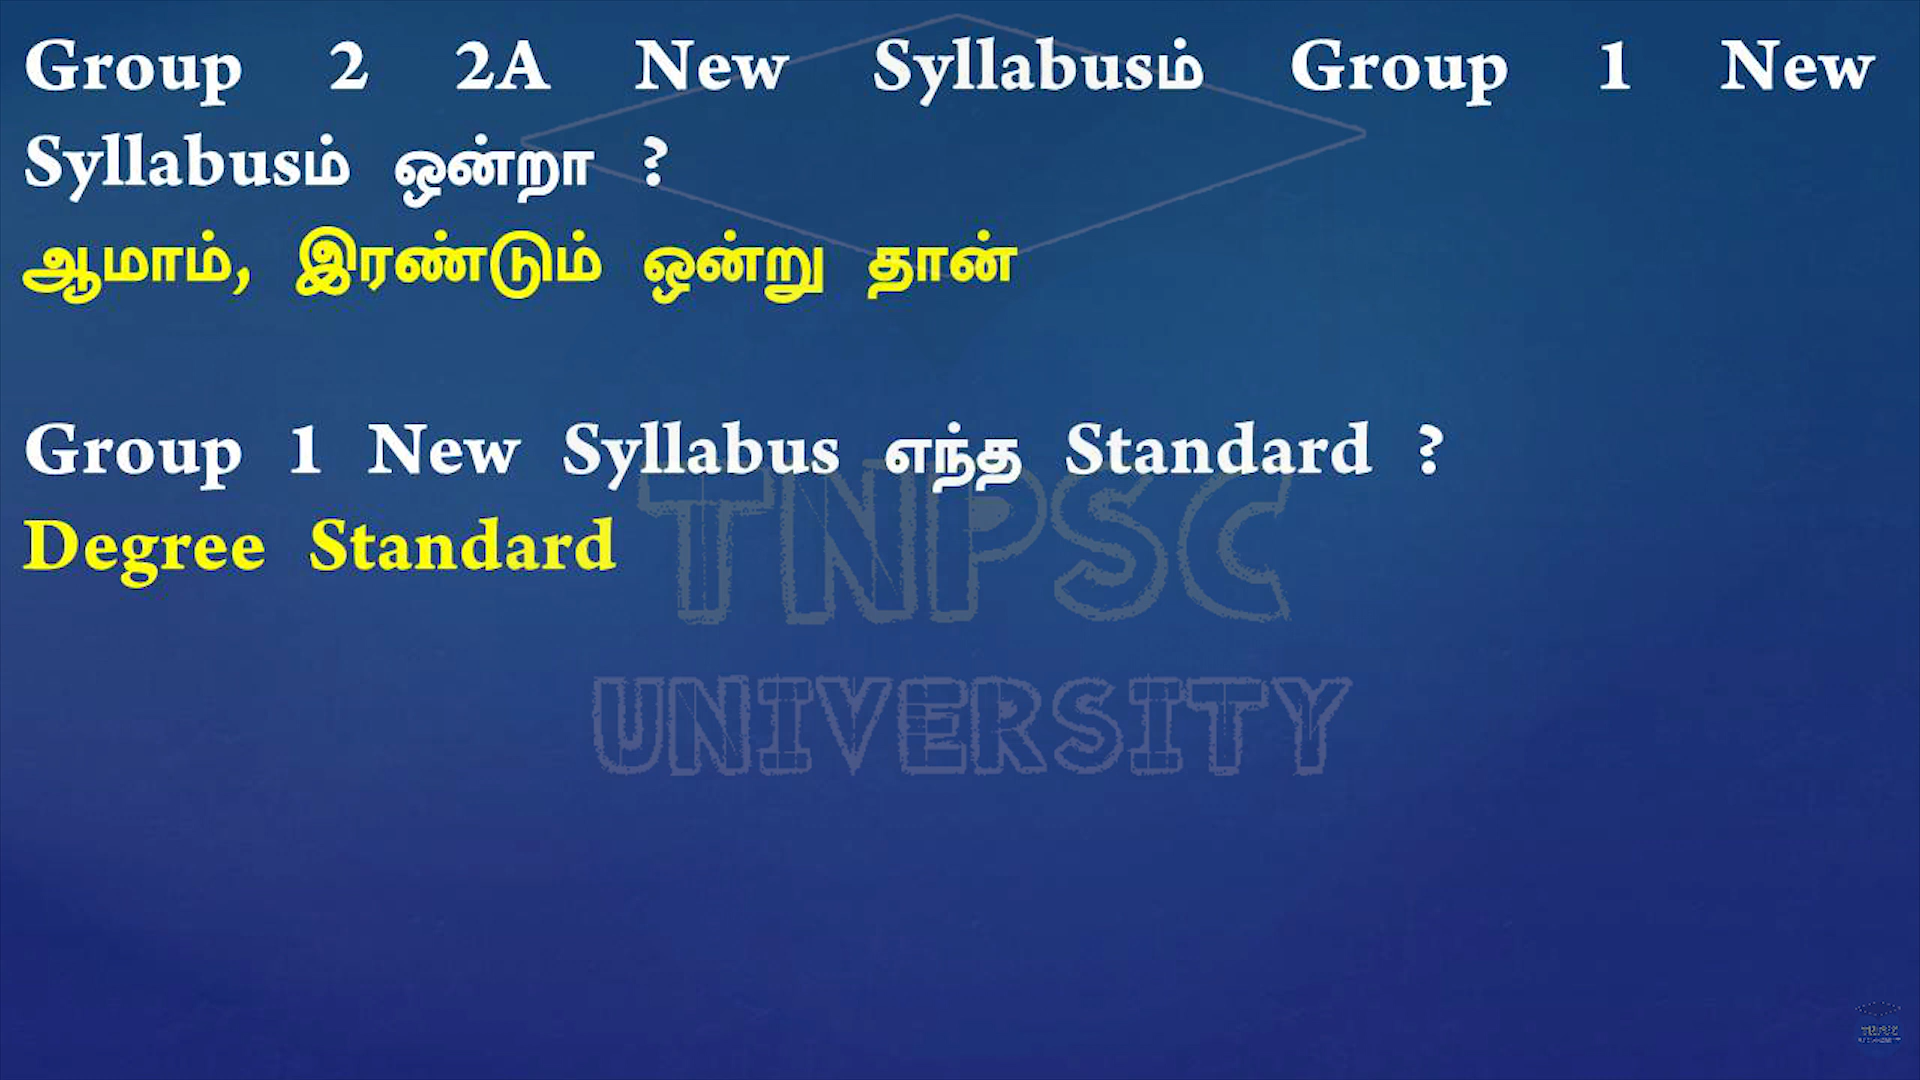 Group 2 2A New Syllabusம் Group 1 New
Syllabusம் ஒன்றா ?
ஆமாம், இரண்டும் ஒன்று தான்
Group 1 New Syllabus எந்த Standard ?
Degree Standard
TNPSC
UNIVERSITY